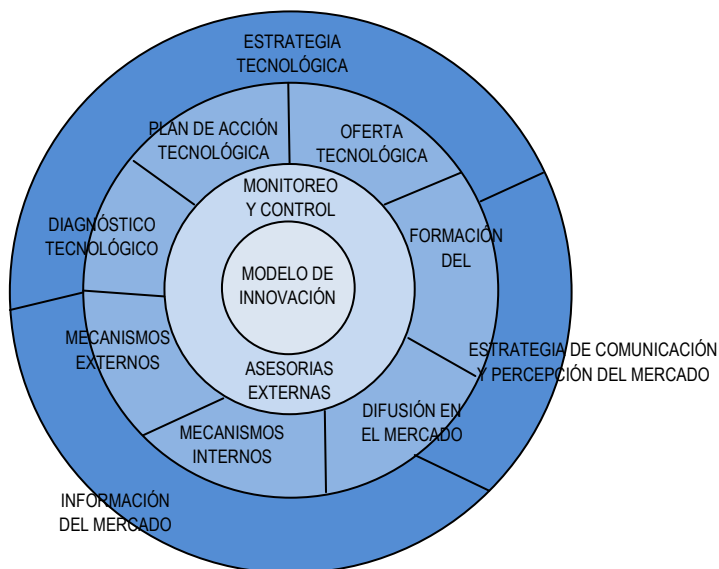 ESTRATEGIA
TECNOLÓGICA
PLAN DE ACCIÓN
TECNOLÓGICA
OFERTA
TECNOLÓGICA
MONITOREO
Y CONTROL
DIAGNÓSTICO
TECNOLÓGICO
FORMACIÓN
DEL
MODELO DE
INNOVACIÓN
MECANISMOS
EXTERNOS
ESTRATEGIA DE COMUNICACIÓN
Y PERCEPCIÓN DEL MERCADO
ASESORIAS
EXTERNAS
DIFUSIÓN EN
EL MERCADO
MECANISMOS
INTERNOS
INFORMACIÓN
DEL MERCADO